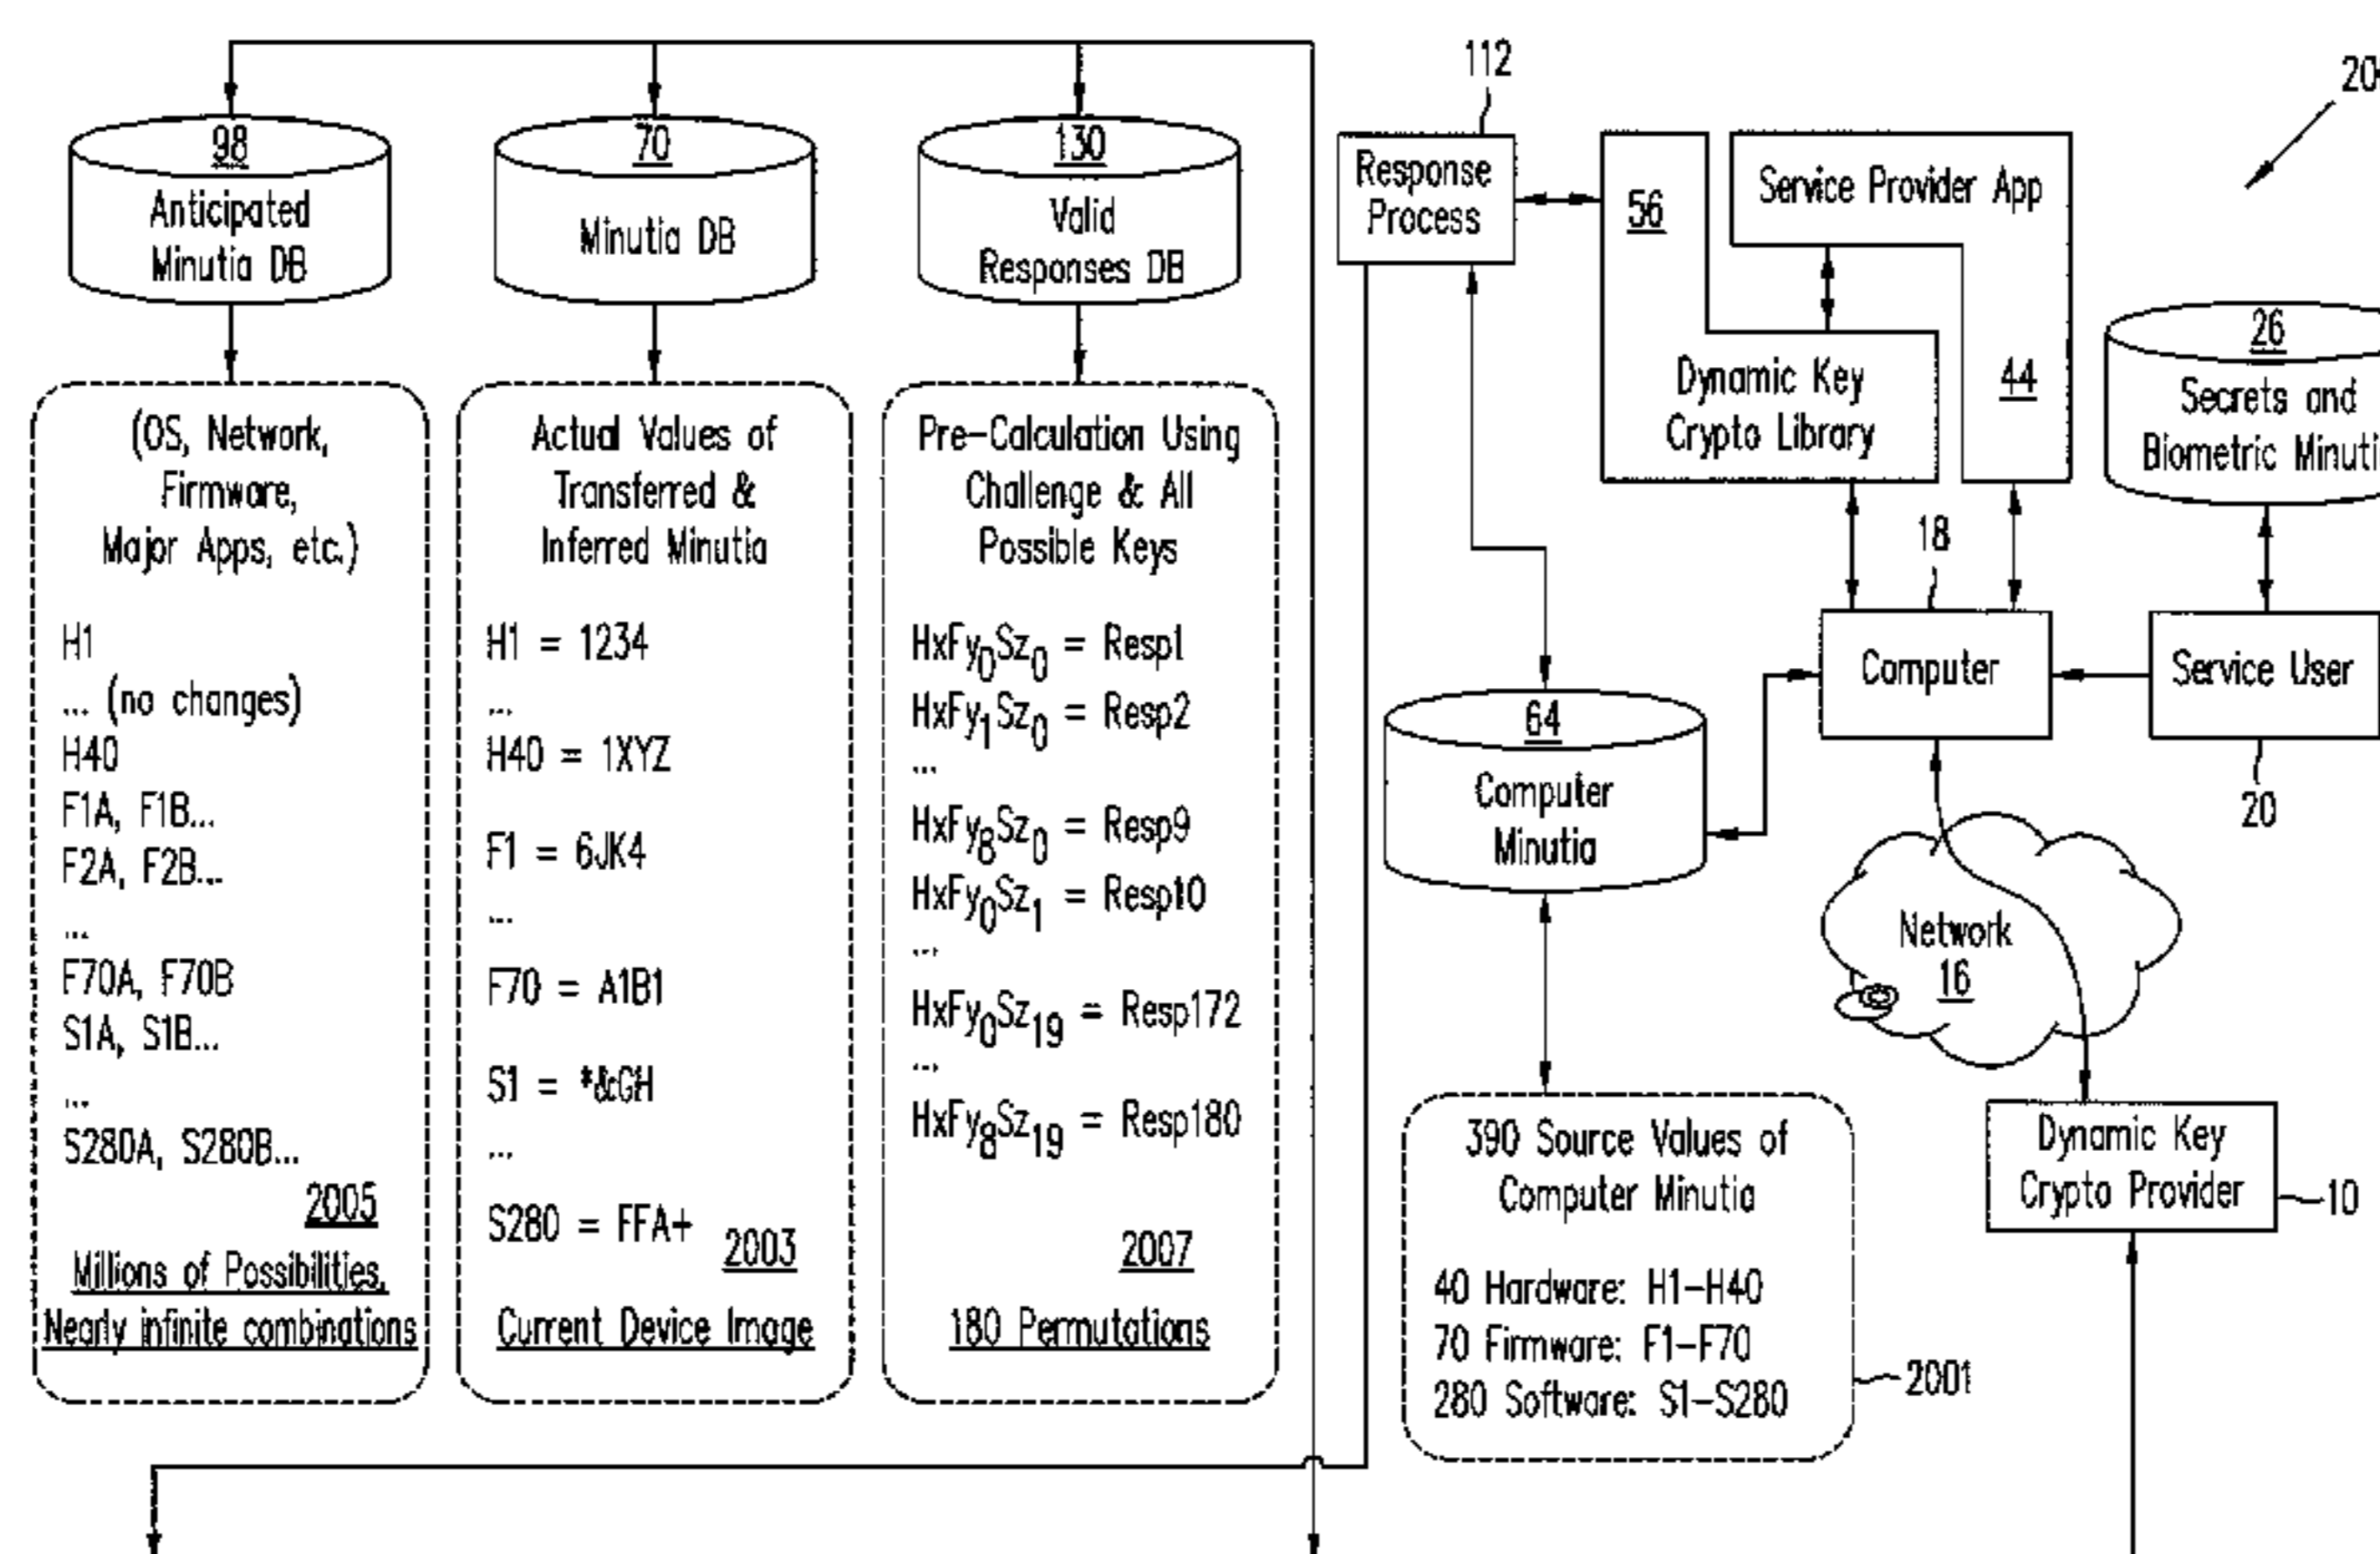 98
Anticipated
Minutia DB
70
Minutia DB
130
Valid
Responses DB
(OS, Network,
Firmware,
Major Apps, etc.)
H1
... (no changes)
H40
F1A, F1B...
F2A, F2B...
...
F70A, F70B
S1A, S1B...
...
S280A, S280B...
2005
Millions of Possibilities,
Nearly infinite combinations
Actual Values of
Transferred &
Inferred Minutia
H1 = 1234
...
H40 = 1XYZ
F1 = 6JK4
...
F70 = A1B1
S1 = *&GH
...
S280 = FFA+
2003
Current Device Image
Pre-Calculation Using
Challenge & All
Possible Keys
HxFy0Sz0 = Resp1
HxFy1Sz0 = Resp2
...
HxFy8Sz0 = Resp9
HxFy0Sz1 = Resp10
...
HxFy0Sz19 = Resp172
...
HxFy8Sz19 = Resp180
2007
180 Permutations
112
Response
Process
56
Dynamic Key
Crypto Library
Service Provider App
44
20
26
Secrets and
Biometric Minuti
18
Computer
Service User
20
64
Computer
Minutia
Network
16
390 Source Values of
Computer Minutia
40 Hardware: H1-H40
70 Firmware: F1-F70
280 Software: S1-S280
2001
Dynamic Key
Crypto Provider
10